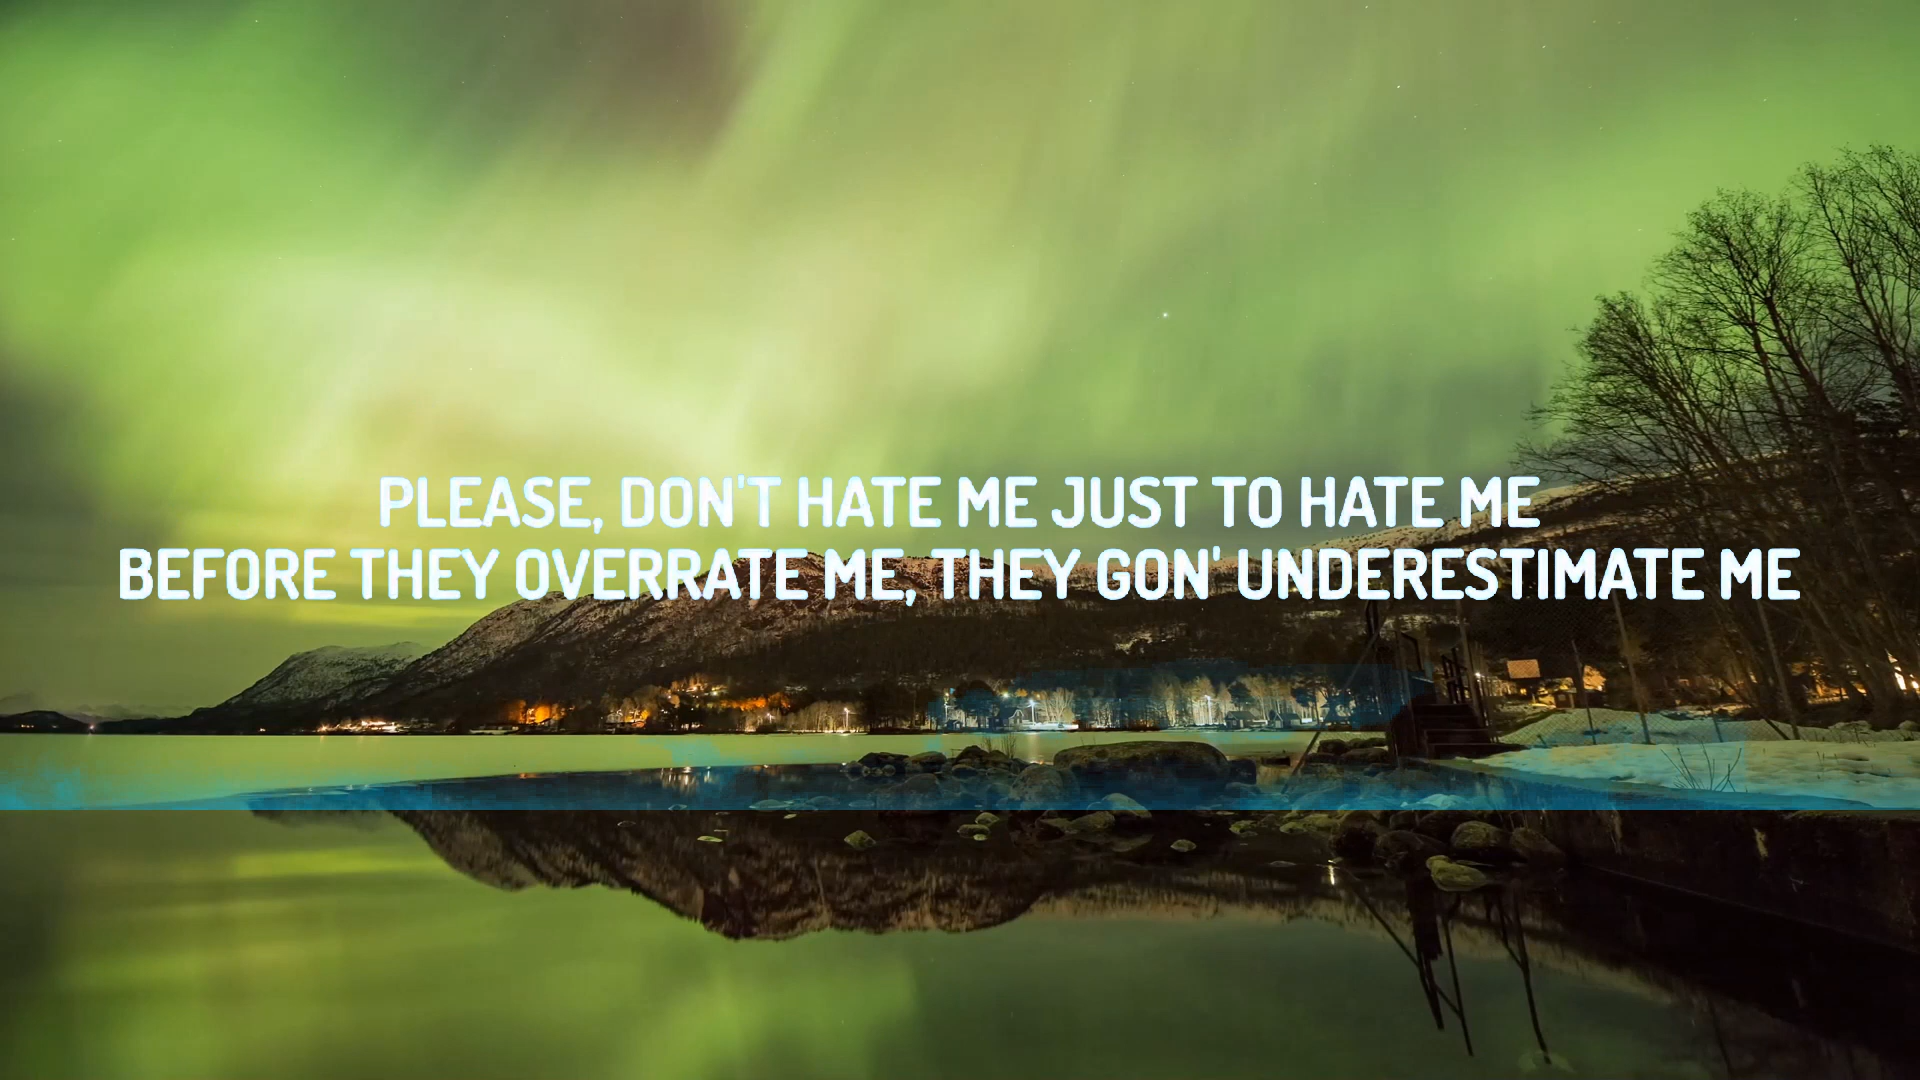 PLEASE, DON'T HATE ME JUST TO HATE ME
BEFORE THEY OVERRATE ME, THEY GON' UNDERESTIMATE ME